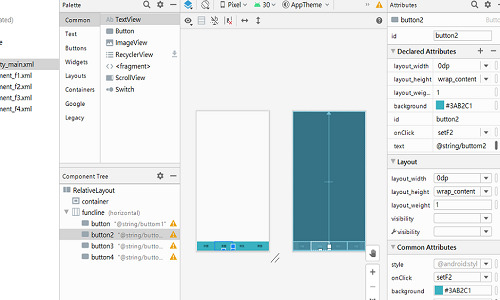 rated)
ty_main.xml
ment_f1.xml
ment_f2.xml
ment_f3.xml
ment_f4.xml
Palette
Common
Text
Buttons
Widgets
Layouts
Containers
Google
Legacy
Ab TextView
Button
ImageView
RecyclerView
<> <fragment>
ScrollView
Switch
Component Tree
RelativeLayout
container
funcline (horizontal)
button "@string/buttom1"
button2 "@string/butto...
button3 "@string/butto...
button4 "@string/butto...
Pixel
30
AppTheme
Attributes
button2
id button2
Declared Attributes
layout_width 0dp
layout_height wrap_content
layout_weig... 1
background #3AB2C1
id button2
onClick setF2
text @string/buttom2
Layout
layout_width 0dp
layout_height wrap_content
layout_weight 1
visibility
visibility
Common Attributes
style @android:styl
onClick setF2
background #3AB2C1